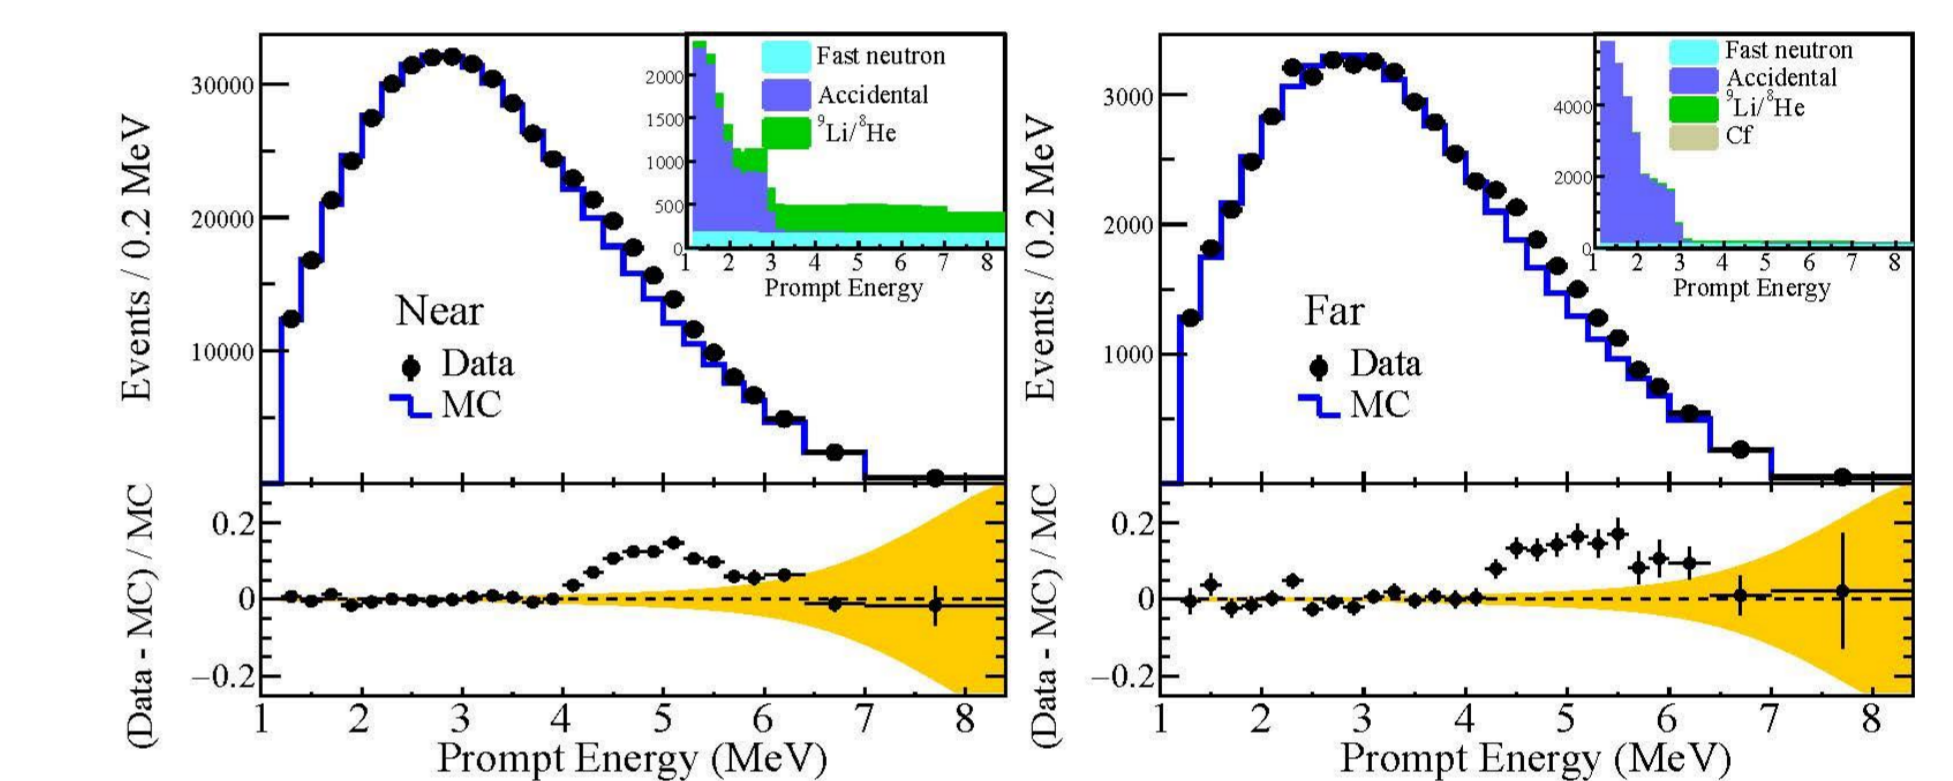 Events / 0.2 MeV
30000
20000
10000
Near
Data
MC
Fast neutron
Accidental
⁹Li/⁸He
2000
1500
1000
500
0
1 2 3 4 5 6 7 8
Prompt Energy
(Data - MC) / MC
0.2
0
−0.2
1 2 3 4 5 6 7 8
Prompt Energy (MeV)
Events / 0.2 MeV
3000
2000
1000
Far
Data
MC
Fast neutron
Accidental
⁹Li/⁸He
Cf
4000
2000
0
1 2 3 4 5 6 7 8
Prompt Energy
(Data - MC) / MC
0.2
0
−0.2
1 2 3 4 5 6 7 8
Prompt Energy (MeV)